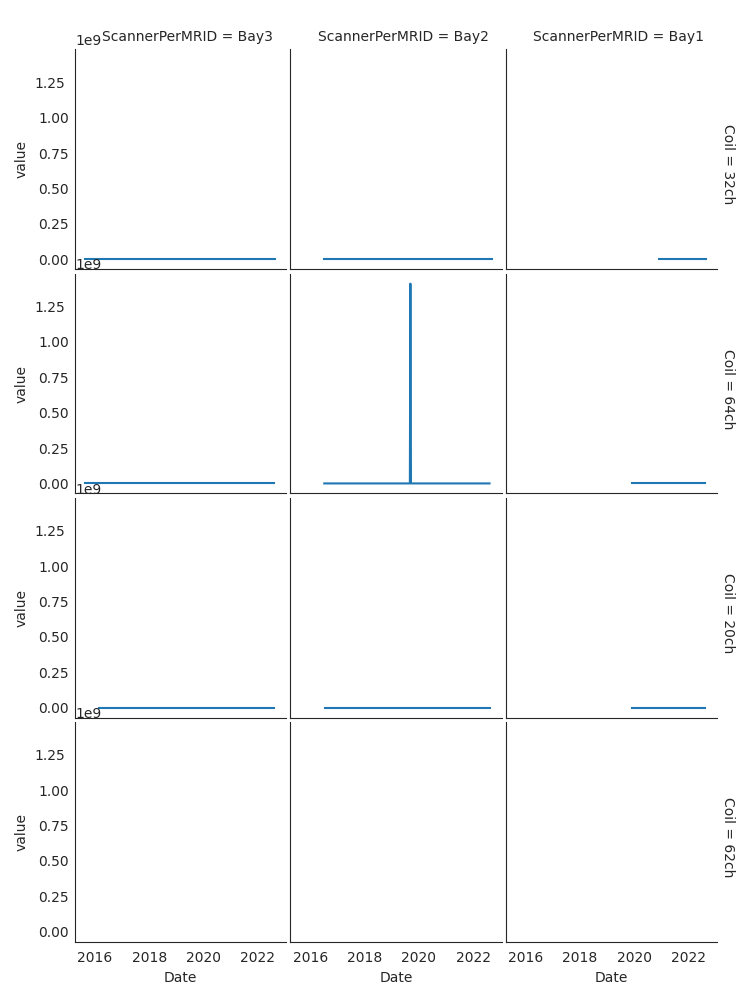 ScannerPerMRID = Bay3
ScannerPerMRID = Bay2
ScannerPerMRID = Bay1
1e9
1.25
1.00
0.75
0.50
0.25
0.00
value
Coil = 32ch
1e9
1.25
1.00
0.75
0.50
0.25
0.00
value
Coil = 64ch
1e9
1.25
1.00
0.75
0.50
0.25
0.00
value
Coil = 20ch
1e9
1.25
1.00
0.75
0.50
0.25
0.00
value
Coil = 62ch
2016 2018 2020 2022
2016 2018 2020 2022
2016 2018 2020 2022
Date
Date
Date